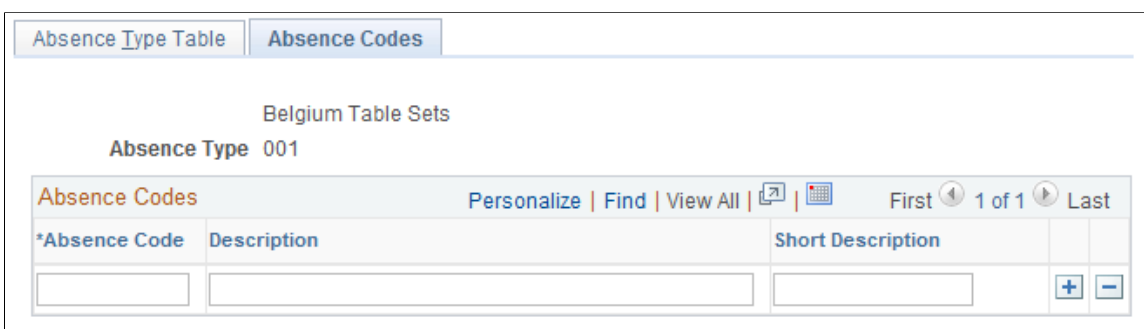 Absence Type Table Absence Codes
Belgium Table Sets
Absence Type 001
Absence Codes Personalize | Find | View All | | First 1 of 1 Last
*Absence Code Description Short Description